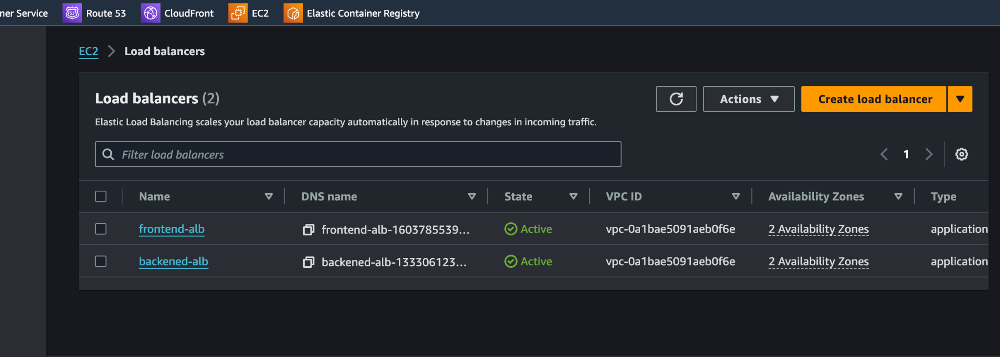 ner Service Route 53 CloudFront EC2 Elastic Container Registry
EC2 Load balancers
Load balancers (2)
Actions
Create load balancer
Elastic Load Balancing scales your load balancer capacity automatically in response to changes in incoming traffic.
Filter load balancers
1
Name DNS name State VPC ID Availability Zones Type
frontend-alb frontend-alb-1603785539... Active vpc-0a1bae5091aeb0f6e 2 Availability Zones application
backened-alb backened-alb-133306123... Active vpc-0a1bae5091aeb0f6e 2 Availability Zones application